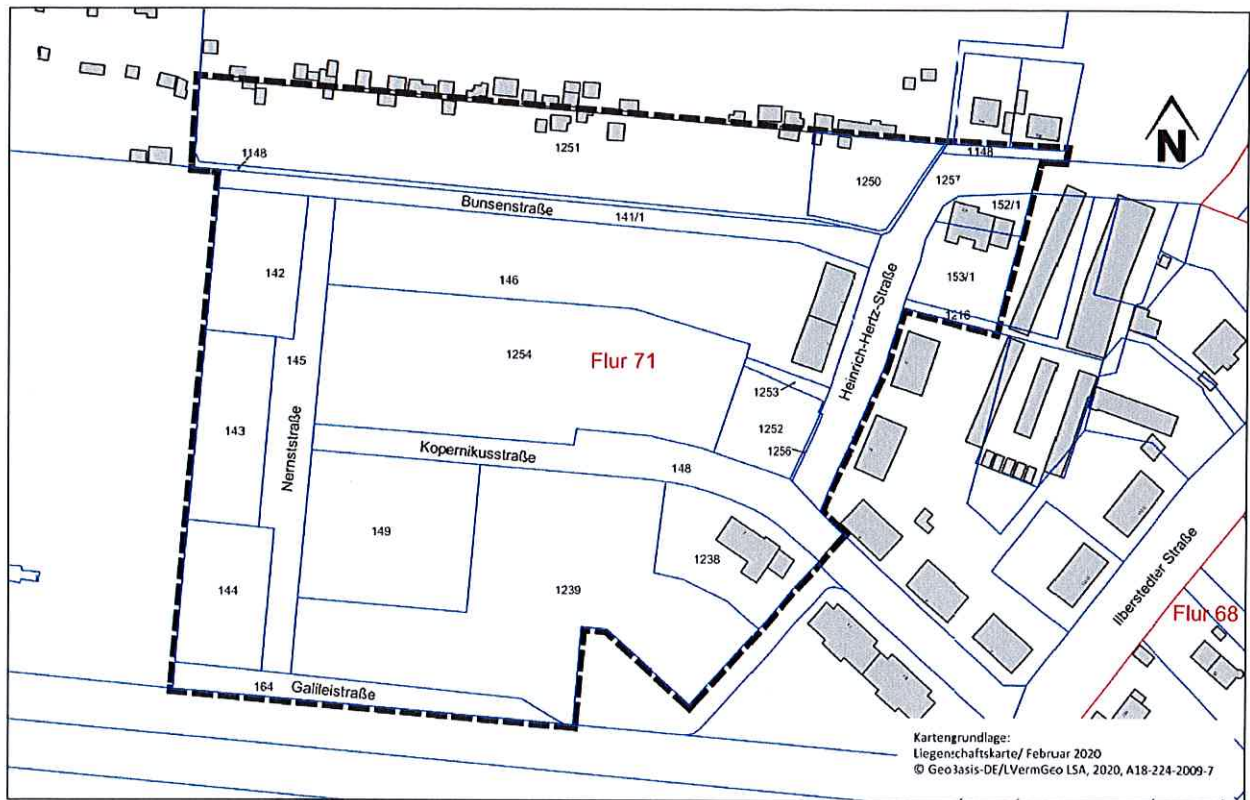 N
1148
1251
1250
1148
1257
152/1
Bunsenstraße
141/1
142
146
153/1
1216
Heinrich-Hertz-Straße
145
1254
Flur 71
1253
143
Nernststraße
Kopernikusstraße
1252
1256
148
149
1238
144
1239
Ilberstedter Straße
Flur 68
164
Galileistraße
Kartengrundlage:
Liegenschaftskarte/ Februar 2020
© GeoBasis-DE/LVermGeo LSA, 2020, A18-224-2009-7